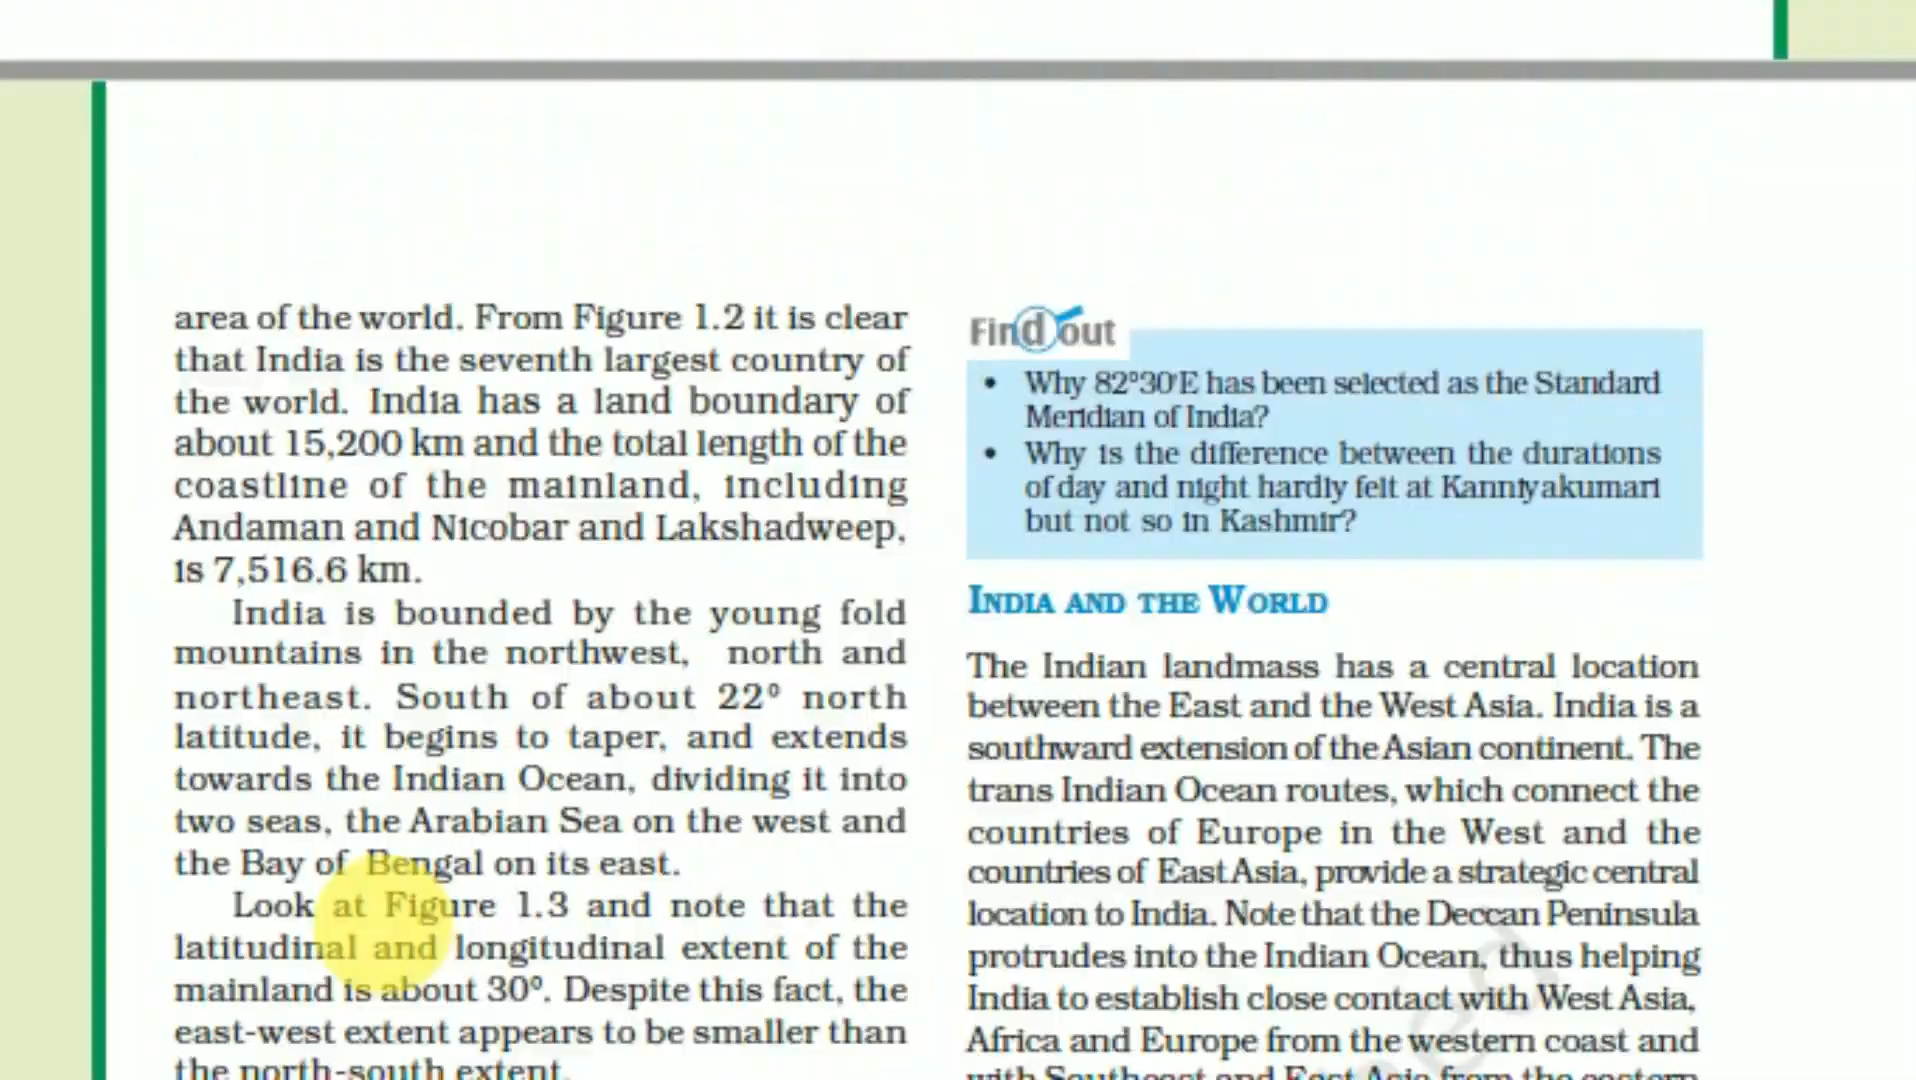 area of the world. From Figure 1.2 it is clear
that India is the seventh largest country of
the world. India has a land boundary of
about 15,200 km and the total length of the
coastline of the mainland, including
Andaman and Nicobar and Lakshadweep,
is 7,516.6 km.
India is bounded by the young fold
mountains in the northwest, north and
northeast. South of about 22° north
latitude, it begins to taper, and extends
towards the Indian Ocean, dividing it into
two seas, the Arabian Sea on the west and
the Bay of Bengal on its east.
Look at Figure 1.3 and note that the
latitudinal and longitudinal extent of the
mainland is about 30°. Despite this fact, the
east-west extent appears to be smaller than
the north-south extent.
Find out
• Why 82°30'E has been selected as the Standard
Meridian of India?
• Why is the difference between the durations
of day and night hardly felt at Kanniyakumari
but not so in Kashmir?
INDIA AND THE WORLD
The Indian landmass has a central location
between the East and the West Asia. India is a
southward extension of the Asian continent. The
trans Indian Ocean routes, which connect the
countries of Europe in the West and the
countries of East Asia, provide a strategic central
location to India. Note that the Deccan Peninsula
protrudes into the Indian Ocean, thus helping
India to establish close contact with West Asia,
Africa and Europe from the western coast and
with Southeast and East Asia from the eastern